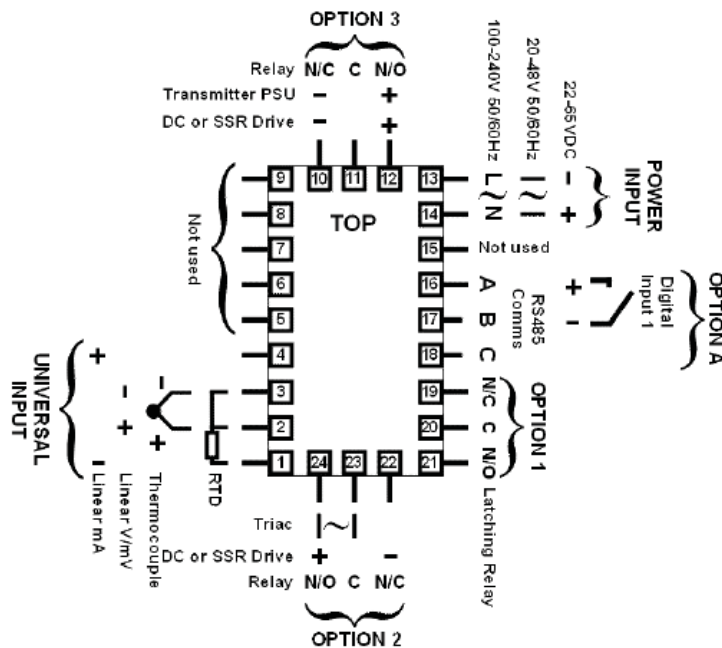 OPTION 3
Relay N/C C N/O
Transmitter PSU − +
DC or SSR Drive − +
100-240V 50/60Hz
20-48V 50/60Hz
22-65VDC
L ~ N
~
− +
POWER INPUT
9 10 11 12 13
8 TOP 14
7 15 Not used
6 16 A
5 17 B
4 18 C
3 19 N/C
2 20 C
1 24 23 22 21 N/O
Not used
RS485 Comms
+ −
Digital Input 1
OPTION A
OPTION 1
Latching Relay
UNIVERSAL INPUT
+ − Linear mA
− + Linear V/mV
− + Thermocouple
RTD
Triac ~
DC or SSR Drive + −
Relay N/O C N/C
OPTION 2